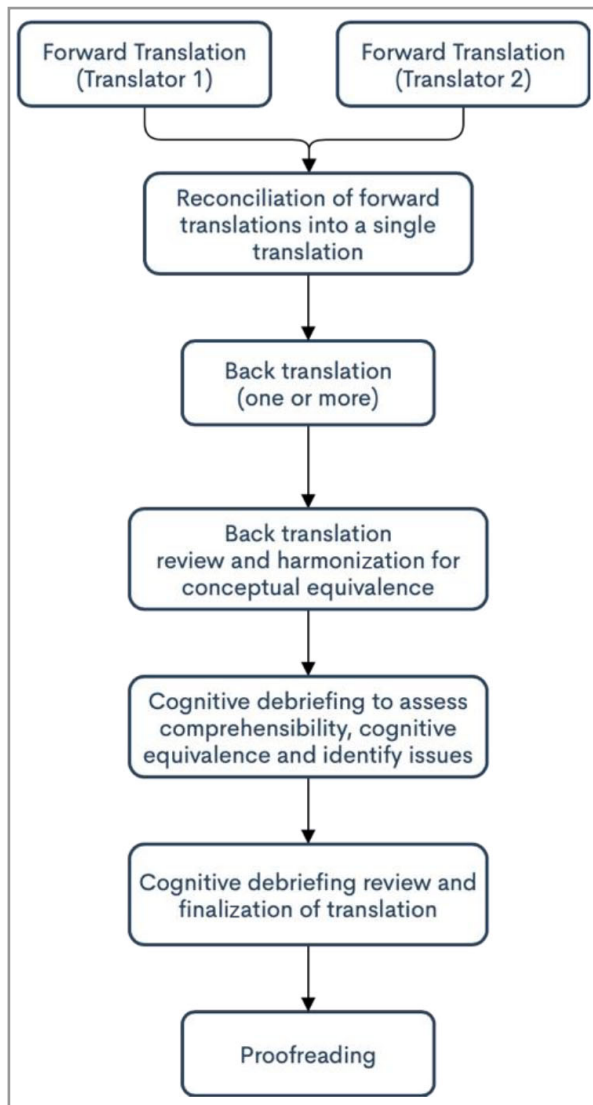 Forward Translation
(Translator 1)
Forward Translation
(Translator 2)
Reconciliation of forward
translations into a single
translation
Back translation
(one or more)
Back translation
review and harmonization for
conceptual equivalence
Cognitive debriefing to assess
comprehensibility, cognitive
equivalence and identify issues
Cognitive debriefing review and
finalization of translation
Proofreading